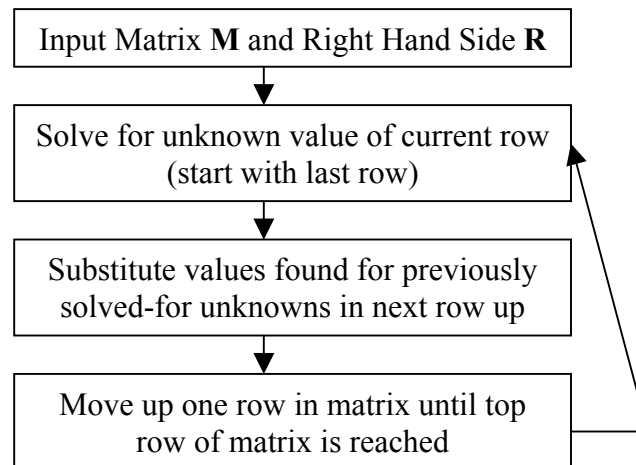 Input Matrix M and Right Hand Side R
Solve for unknown value of current row
(start with last row)
Substitute values found for previously
solved-for unknowns in next row up
Move up one row in matrix until top
row of matrix is reached